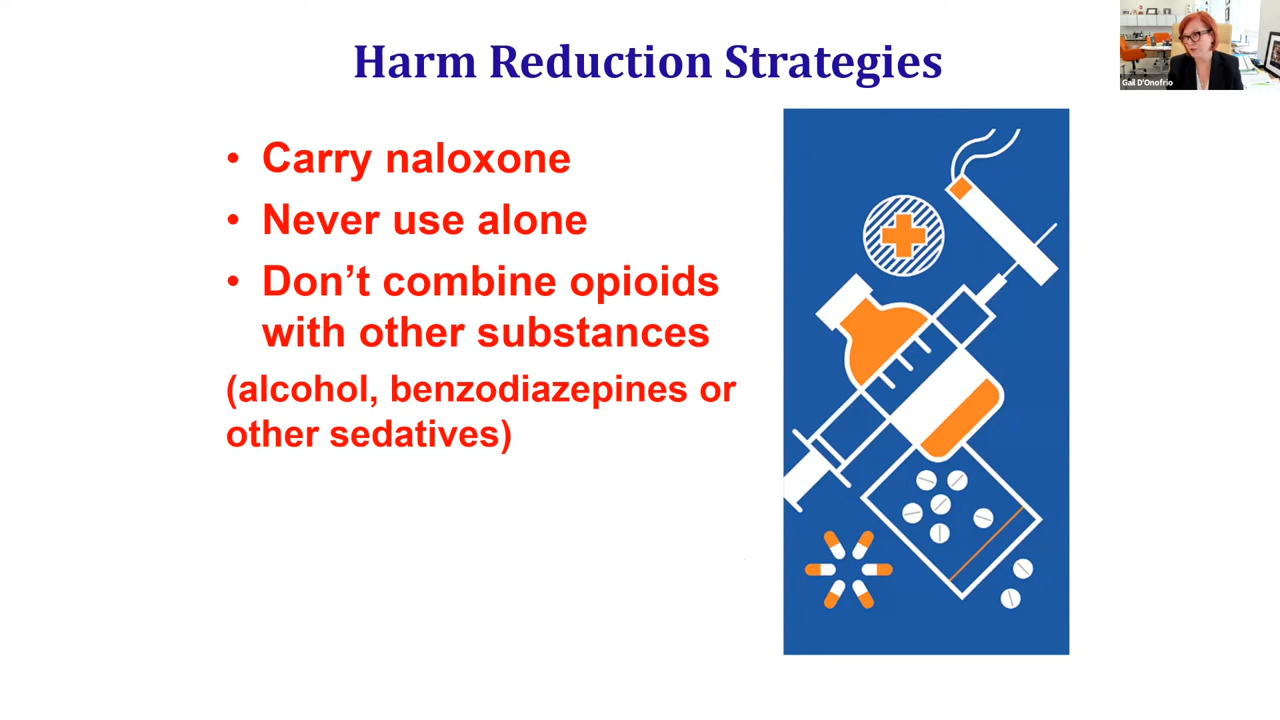 Harm Reduction Strategies
Gail D'Onofrio
• Carry naloxone
• Never use alone
• Don’t combine opioids
with other substances
(alcohol, benzodiazepines or
other sedatives)